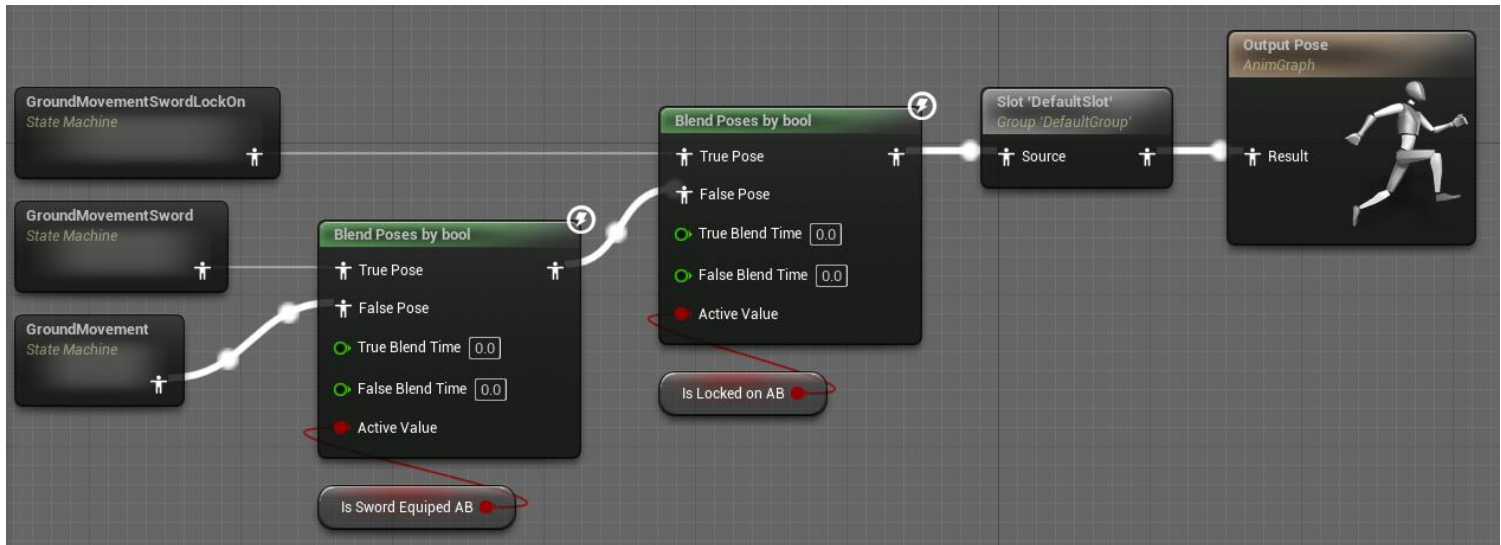 GroundMovementSwordLockOn
State Machine
GroundMovementSword
State Machine
GroundMovement
State Machine
Blend Poses by bool
True Pose
False Pose
True Blend Time 0.0
False Blend Time 0.0
Active Value
Is Sword Equiped AB
Blend Poses by bool
True Pose
False Pose
True Blend Time 0.0
False Blend Time 0.0
Active Value
Is Locked on AB
Slot 'DefaultSlot'
Group 'DefaultGroup'
Source
Output Pose
AnimGraph
Result